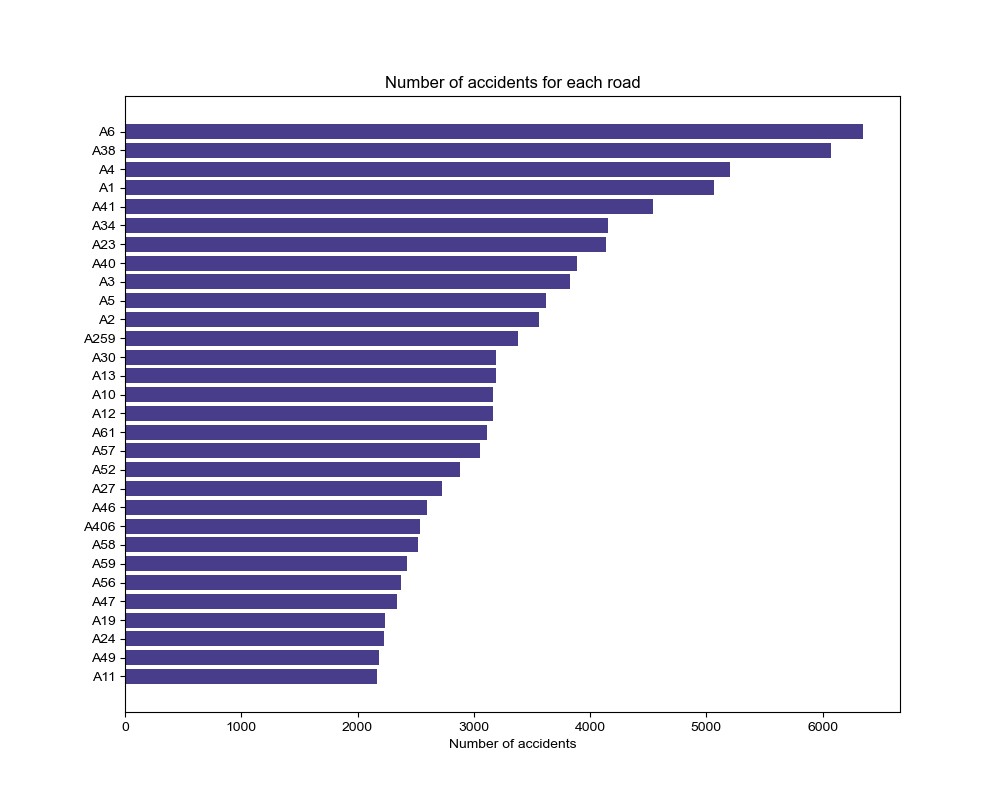 Number of accidents for each road
A6
A38
A4
A1
A41
A34
A23
A40
A3
A5
A2
A259
A30
A13
A10
A12
A61
A57
A52
A27
A46
A406
A58
A59
A56
A47
A19
A24
A49
A11
0 1000 2000 3000 4000 5000 6000
Number of accidents